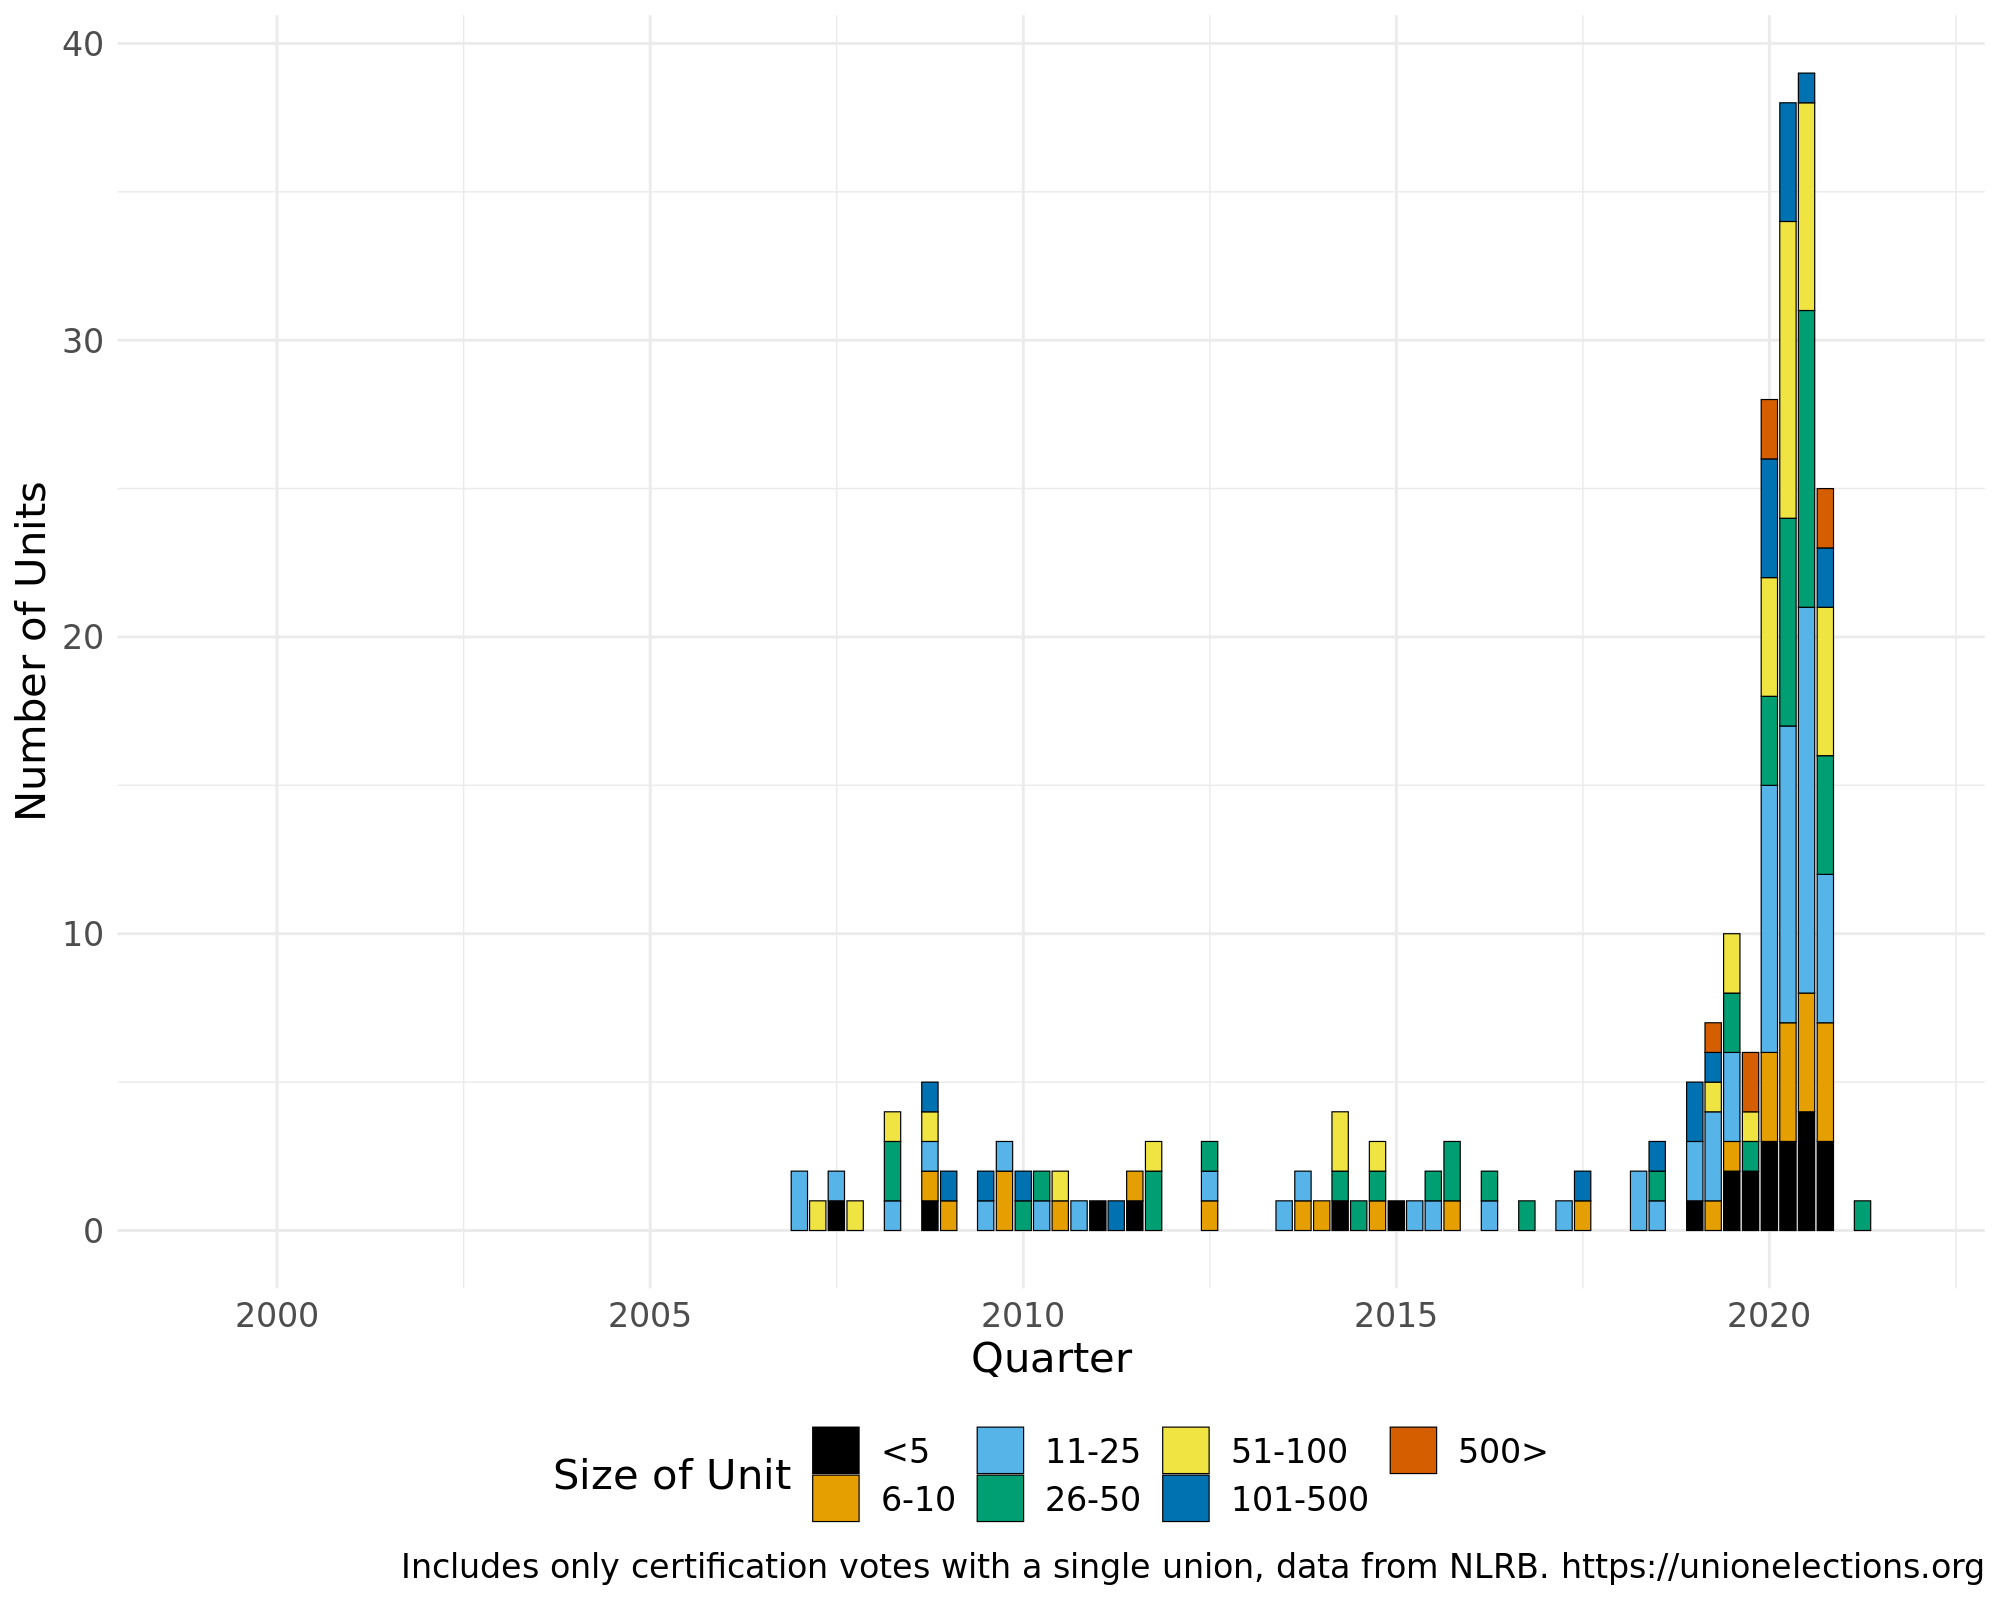 40
30
20
10
0
Number of Units
2000 2005 2010 2015 2020
Quarter
Size of Unit
<5 11-25 51-100 500>
6-10 26-50 101-500
Includes only certification votes with a single union, data from NLRB. https://unionelections.org